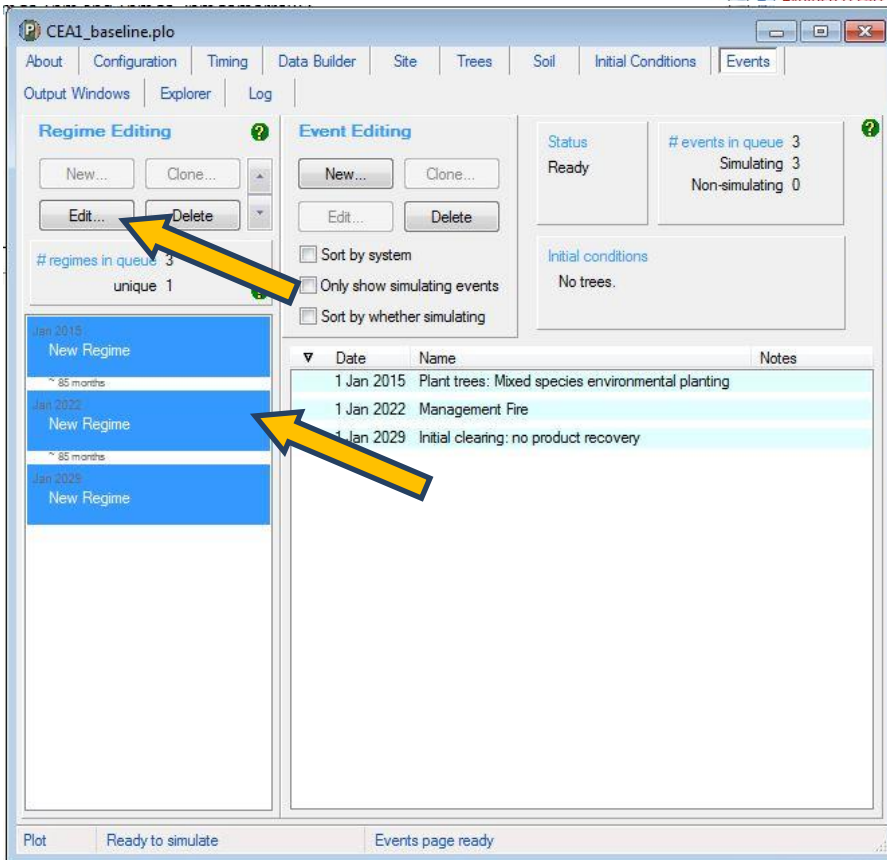 CEA1_baseline.plo
About Configuration Timing Data Builder Site Trees Soil Initial Conditions Events
Output Windows Explorer Log
Regime Editing
New... Clone...
Edit... Delete
# regimes in queue 3
unique 1
Jan 2015
New Regime
~ 85 months
Jan 2022
New Regime
~ 85 months
Jan 2029
New Regime
Event Editing
New... Clone...
Edit... Delete
Sort by system
Only show simulating events
Sort by whether simulating
Status
Ready
# events in queue 3
Simulating 3
Non-simulating 0
Initial conditions
No trees.
Date Name Notes
1 Jan 2015 Plant trees: Mixed species environmental planting
1 Jan 2022 Management Fire
1 Jan 2029 Initial clearing: no product recovery
Plot Ready to simulate Events page ready